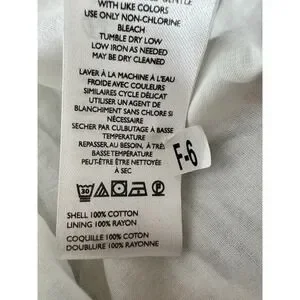 WITH LIKE COLORS
USE ONLY NON-CHLORINE
BLEACH
TUMBLE DRY LOW
LOW IRON AS NEEDED
MAY BE DRY CLEANED
LAVER À LA MACHINE À L'EAU
FROIDE AVEC COULEURS
SIMILAIRES CYCLE DÉLICAT
UTILISER UN AGENT DE
BLANCHIMENT SANS CHLORE SI
NÉCESSAIRE
SECHER PAR CULBUTAGE A BASSE
TEMPÉRATURE
REPASSER, AU BESOIN, À TRÈS
BASSE TEMPÉRATURE
PEUT-ÊTRE ÊTRE NETTOYÉE
À SEC
F-6
30
SHELL 100% COTTON
LINING 100% RAYON
COQUILLE 100% COTTON
DOUBLURE 100% RAYONNE